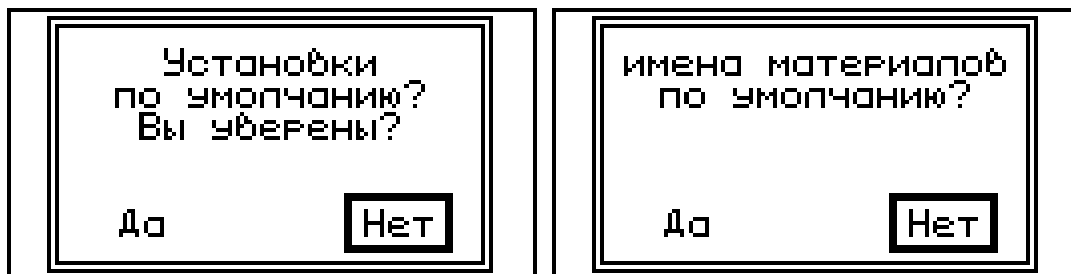 Установки
по умолчанию?
Вы уверены?
Да
Нет
имена материалов
по умолчанию?
Да
Нет